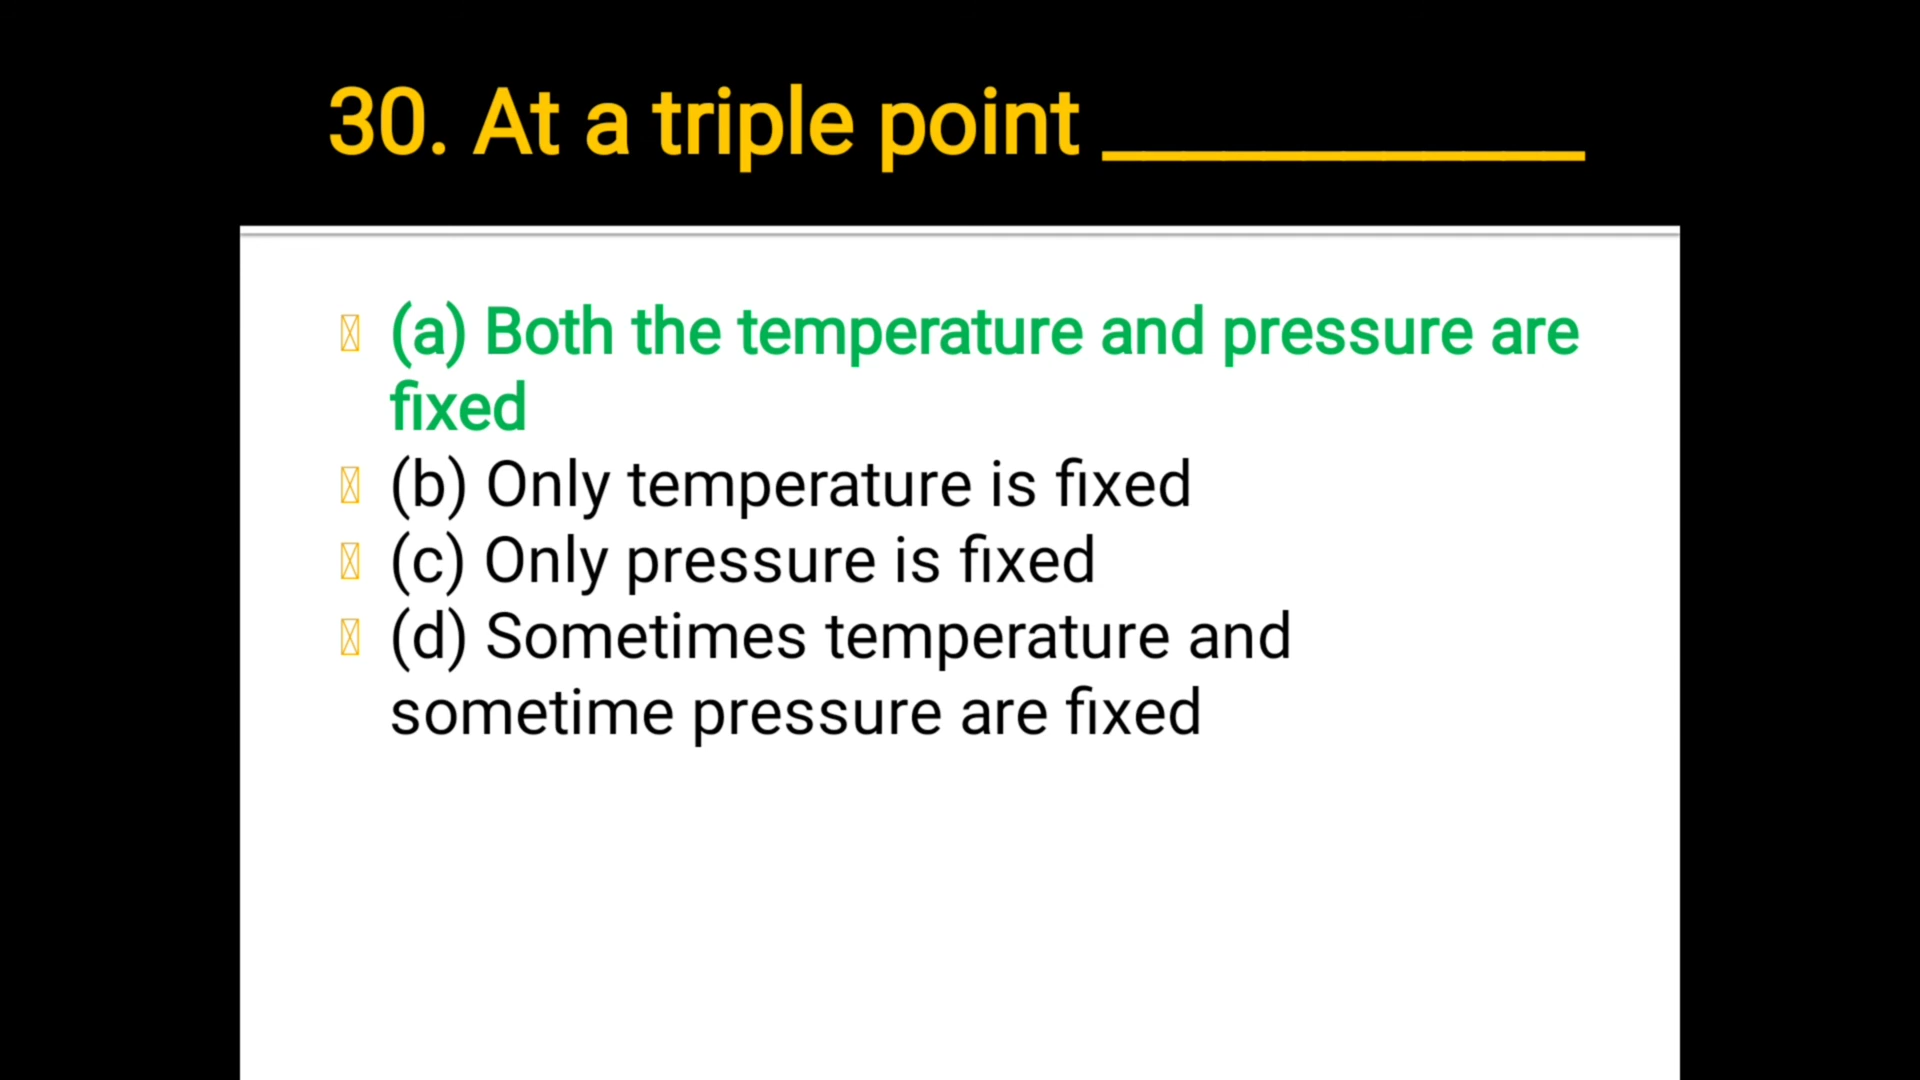 30. At a triple point ____________
(a) Both the temperature and pressure are
fixed
(b) Only temperature is fixed
(c) Only pressure is fixed
(d) Sometimes temperature and
sometime pressure are fixed